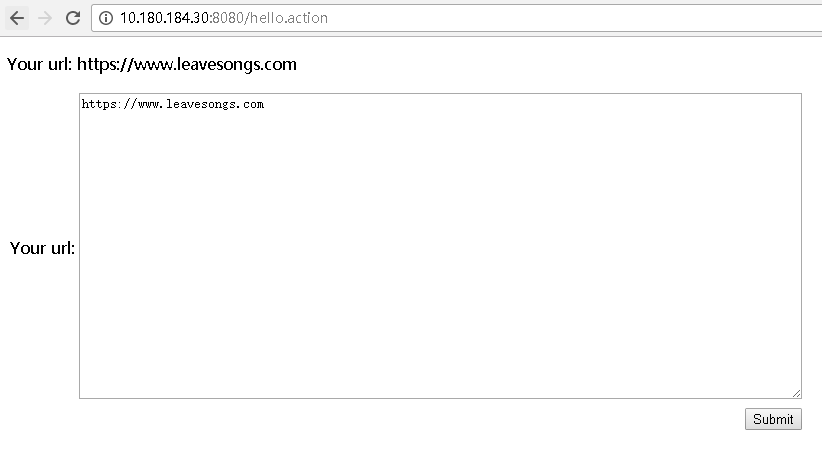 10.180.184.30:8080/hello.action
Your url: https://www.leavesongs.com
https://www.leavesongs.com
Your url:
Submit